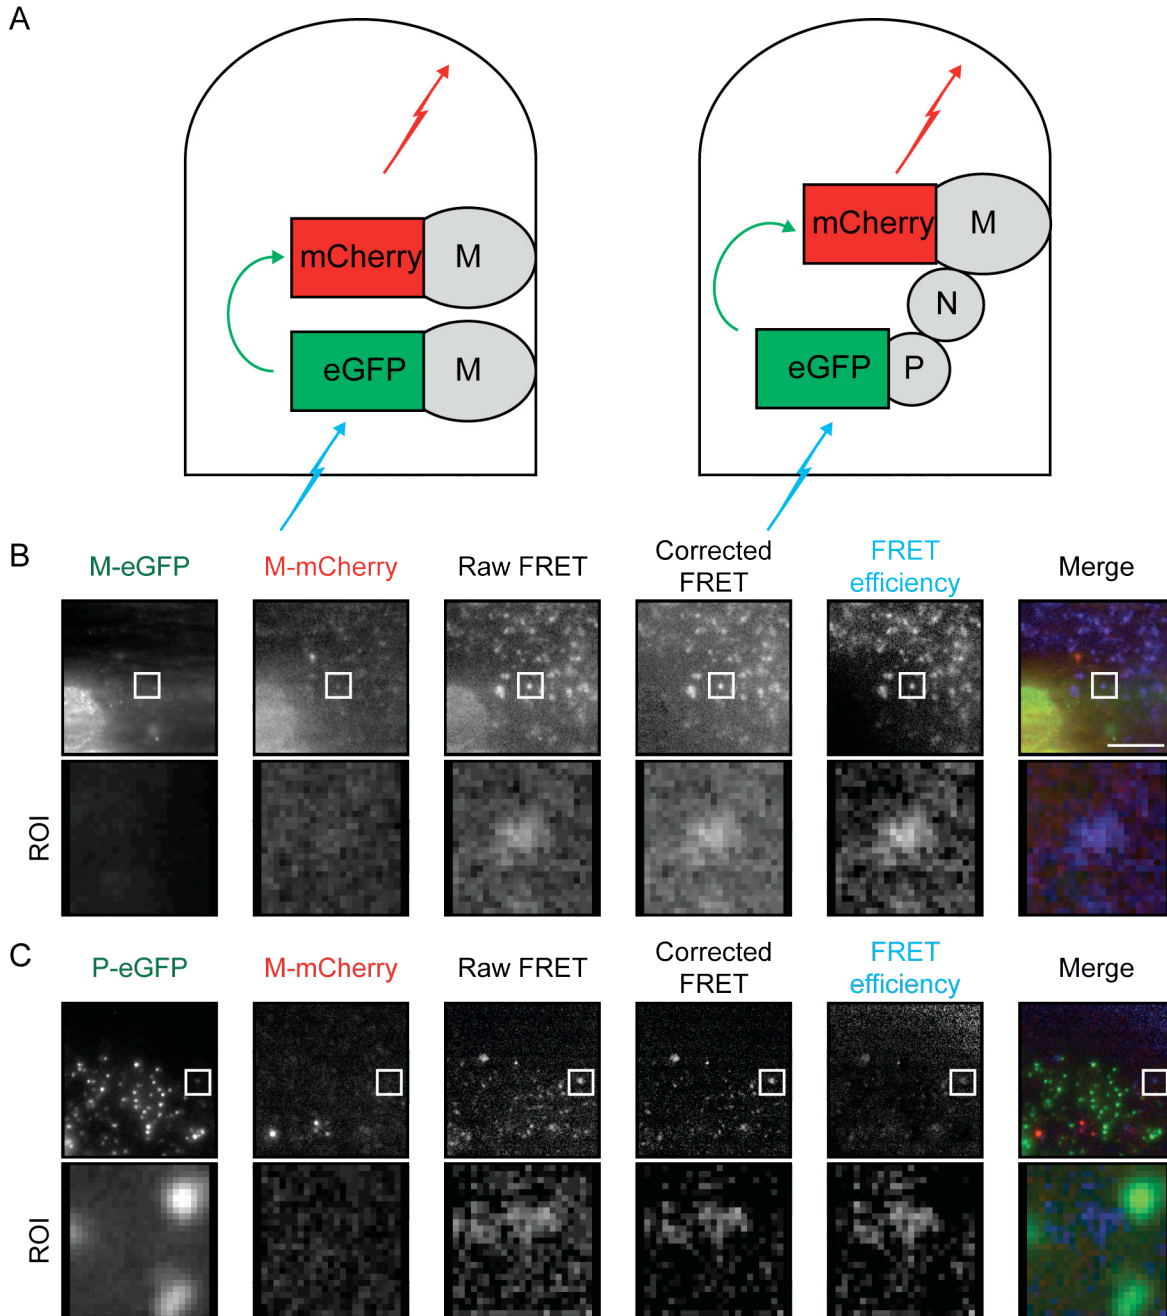 A
mCherry M
eGFP M
mCherry M
N
eGFP P
B
M-eGFP M-mCherry Raw FRET Corrected FRET FRET efficiency Merge
ROI
C
P-eGFP M-mCherry Raw FRET Corrected FRET FRET efficiency Merge
ROI